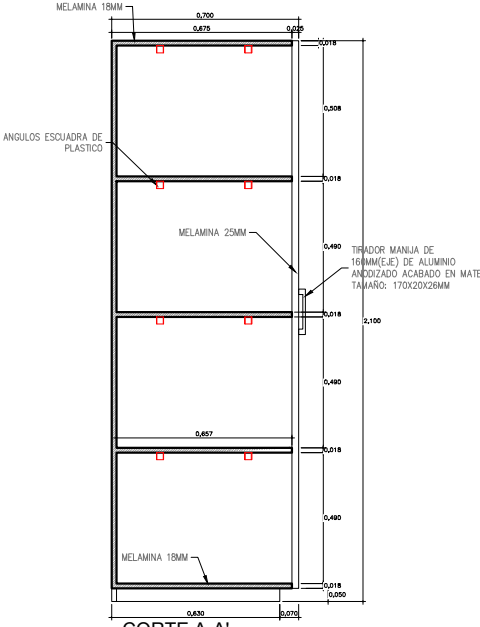 MELAMINA 18MM
0,700
0,675
0,025
0,018
0,508
ANGULOS ESCUADRA DE
PLASTICO
0,018
MELAMINA 25MM
0,490
TIRADOR MANIJA DE
160MM(EJE) DE ALUMINIO
ANODIZADO ACABADO EN MATE
TAMAÑO: 170X20X26MM
0,018
2,100
0,490
0,657
0,018
0,490
MELAMINA 18MM
0,018
0,050
0,630
0,070
CORTE A-A'